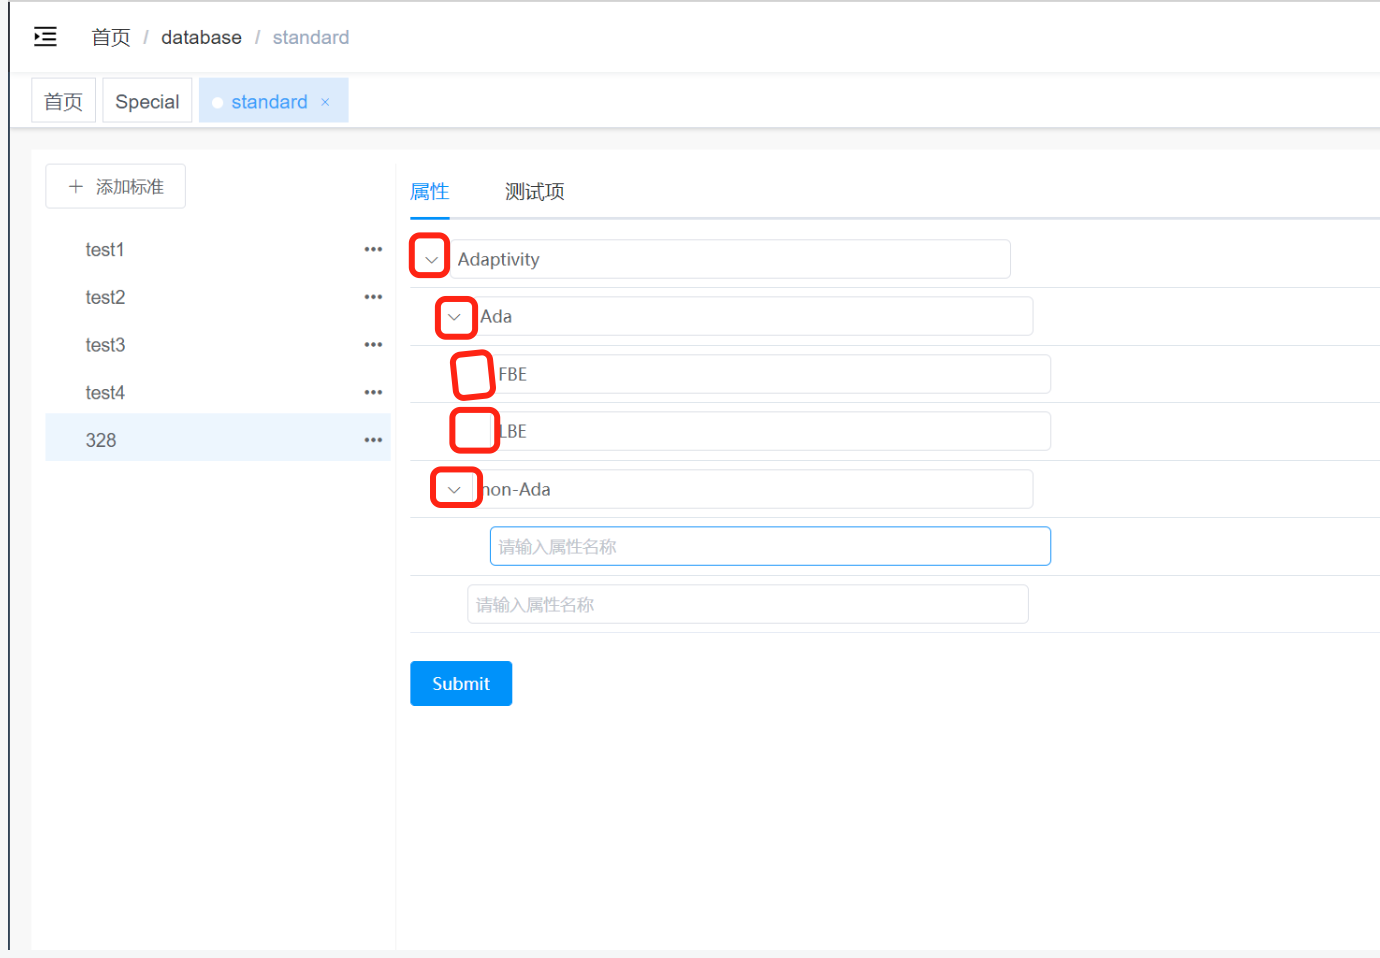 首页 / database / standard
首页
Special
standard ×
+ 添加标准
test1 •••
test2 •••
test3 •••
test4 •••
328 •••
属性
测试项
Adaptivity
Ada
FBE
LBE
non-Ada
请输入属性名称
请输入属性名称
Submit